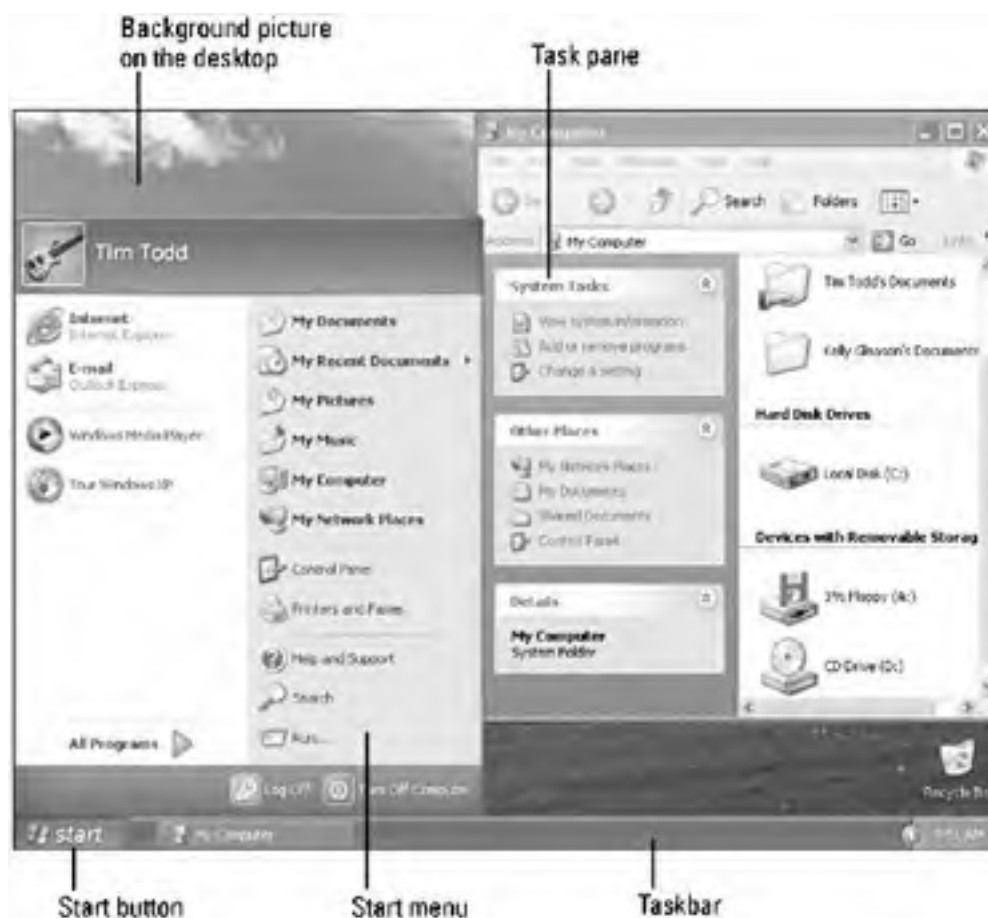 Background picture
on the desktop
Task pane
My Computer
Search
Folders
Address
My Computer
Go
Links
Tim Todd
Internet
Internet Explorer
E-mail
Outlook Express
Windows Media Player
Tour Windows XP
All Programs
My Documents
My Recent Documents
My Pictures
My Music
My Computer
My Network Places
Control Panel
Printers and Faxes
Help and Support
Search
Run...
Log Off
Turn Off Computer
System Tasks
View system information
Add or remove programs
Change a setting
Other Places
My Network Places
My Documents
Shared Documents
Control Panel
Details
My Computer
System Folder
Tim Todd's Documents
Kelly Gleason's Documents
Hard Disk Drives
Local Disk (C:)
Devices with Removable Storag
3½ Floppy (A:)
CD Drive (D:)
Recycle Bin
start
My Computer
Start button
Start menu
Taskbar